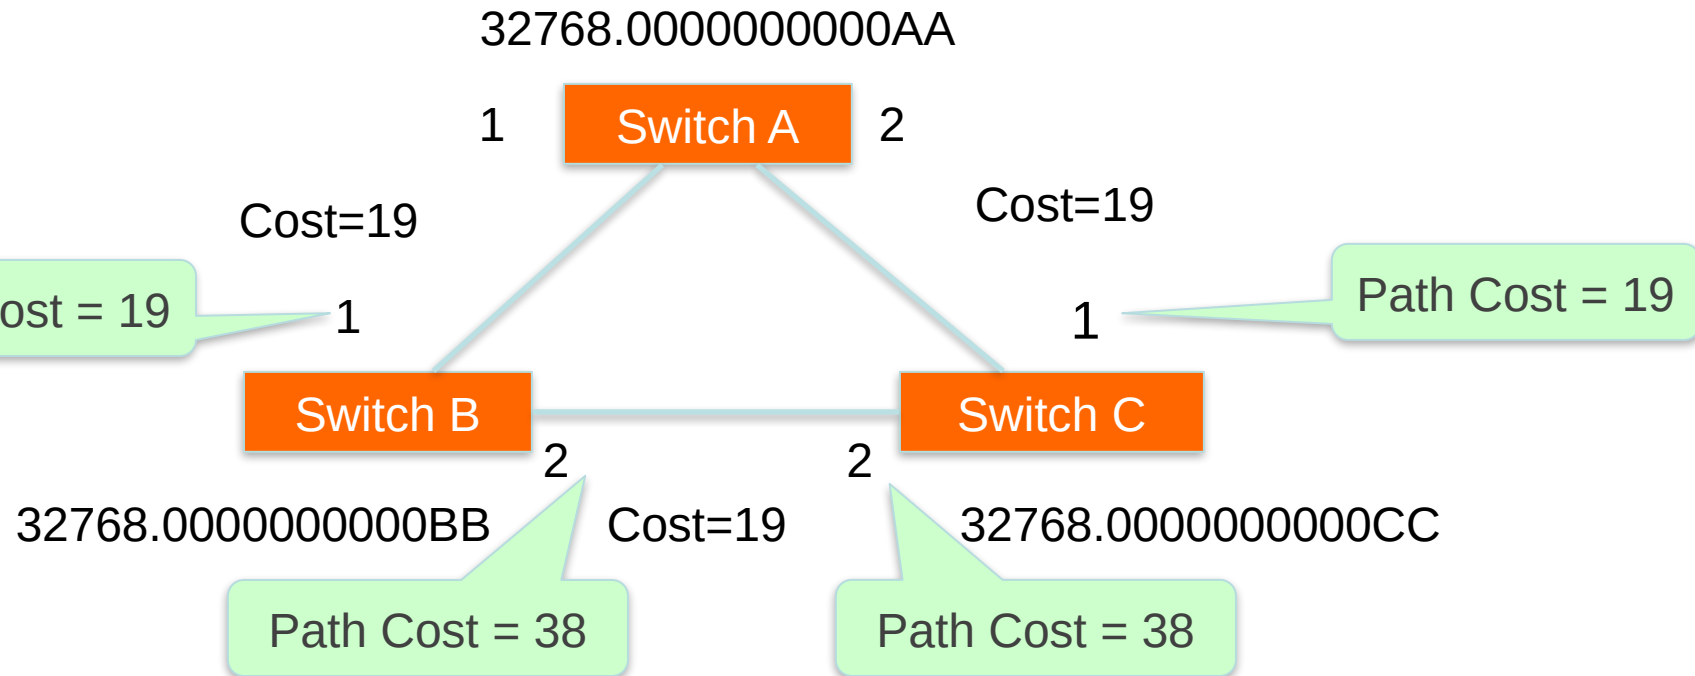 32768.0000000000AA
1
Switch A
2
Cost=19
Cost=19
ost = 19
1
1
Path Cost = 19
Switch B
Switch C
2
2
32768.0000000000BB
Cost=19
32768.0000000000CC
Path Cost = 38
Path Cost = 38